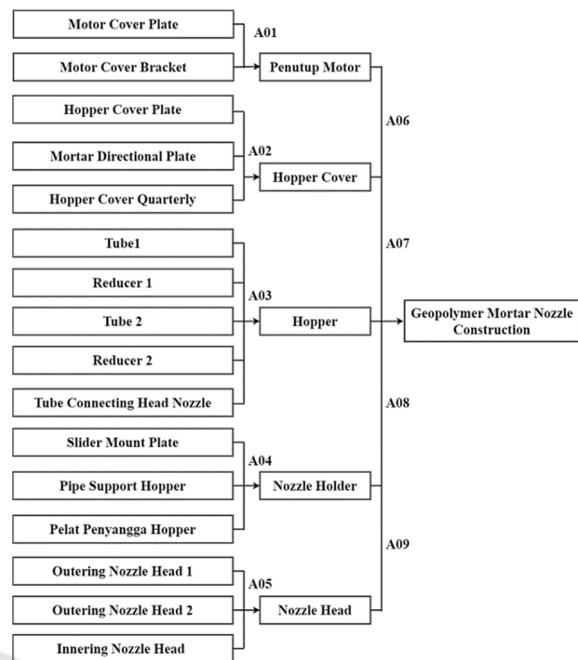 Motor Cover Plate
A01
Motor Cover Bracket
Penutup Motor
Hopper Cover Plate
A06
Mortar Directional Plate
A02
Hopper Cover
Hopper Cover Quarterly
Tube1
A07
Reducer 1
A03
Tube 2
Hopper
Geopolymer Mortar Nozzle
Construction
Reducer 2
Tube Connecting Head Nozzle
A08
Slider Mount Plate
A04
Pipe Support Hopper
Nozzle Holder
Pelat Penyangga Hopper
A09
Outering Nozzle Head 1
A05
Outering Nozzle Head 2
Nozzle Head
Innering Nozzle Head